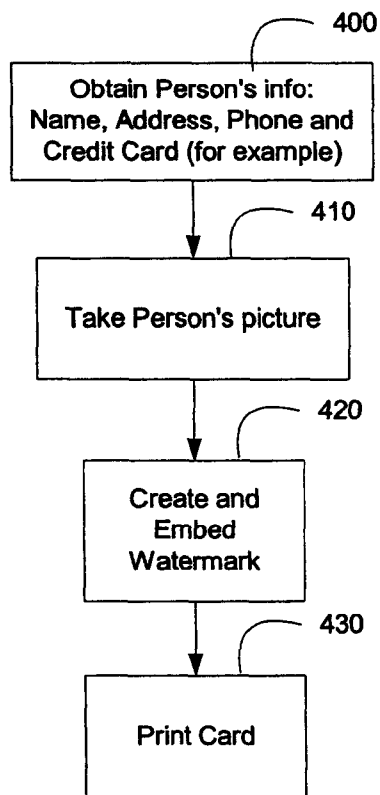 400
Obtain Person's info:
Name, Address, Phone and
Credit Card (for example)
410
Take Person's picture
420
Create and
Embed
Watermark
430
Print Card